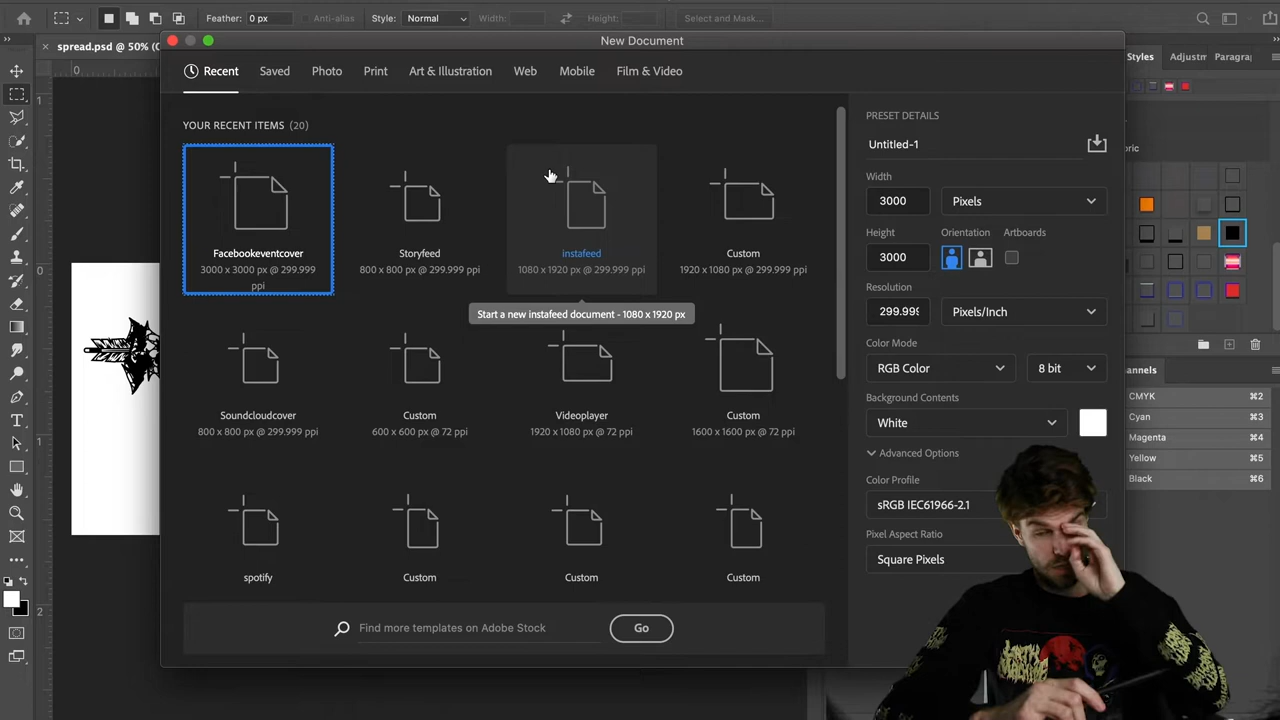 Feather: 0 px Anti-alias Style: Normal Width: Height: Select and Mask...
spread.psd @ 50% (
New Document
Styles Adjustm Paragra
Recent Saved Photo Print Art & Illustration Web Mobile Film & Video
YOUR RECENT ITEMS (20)
Facebookeventcover
3000 x 3000 px @ 299.999
ppi
Storyfeed
800 x 800 px @ 299.999 ppi
instafeed
1080 x 1920 px @ 299.999 ppi
Custom
1920 x 1080 px @ 299.999 ppi
Start a new instafeed document - 1080 x 1920 px
Soundcloudcover
800 x 800 px @ 299.999 ppi
Custom
600 x 600 px @ 72 ppi
Videoplayer
1920 x 1080 px @ 72 ppi
Custom
1600 x 1600 px @ 72 ppi
spotify
Custom
Custom
Custom
Find more templates on Adobe Stock Go
PRESET DETAILS
Untitled-1
Width
3000 Pixels
Height Orientation Artboards
3000
Resolution
299.999 Pixels/Inch
Color Mode
RGB Color 8 bit
Background Contents
White
Advanced Options
Color Profile
sRGB IEC61966-2.1
Pixel Aspect Ratio
Square Pixels
ric
annels
CMYK ⌘2
Cyan ⌘3
Magenta ⌘4
Yellow ⌘5
Black ⌘6
0
1
0
1
2